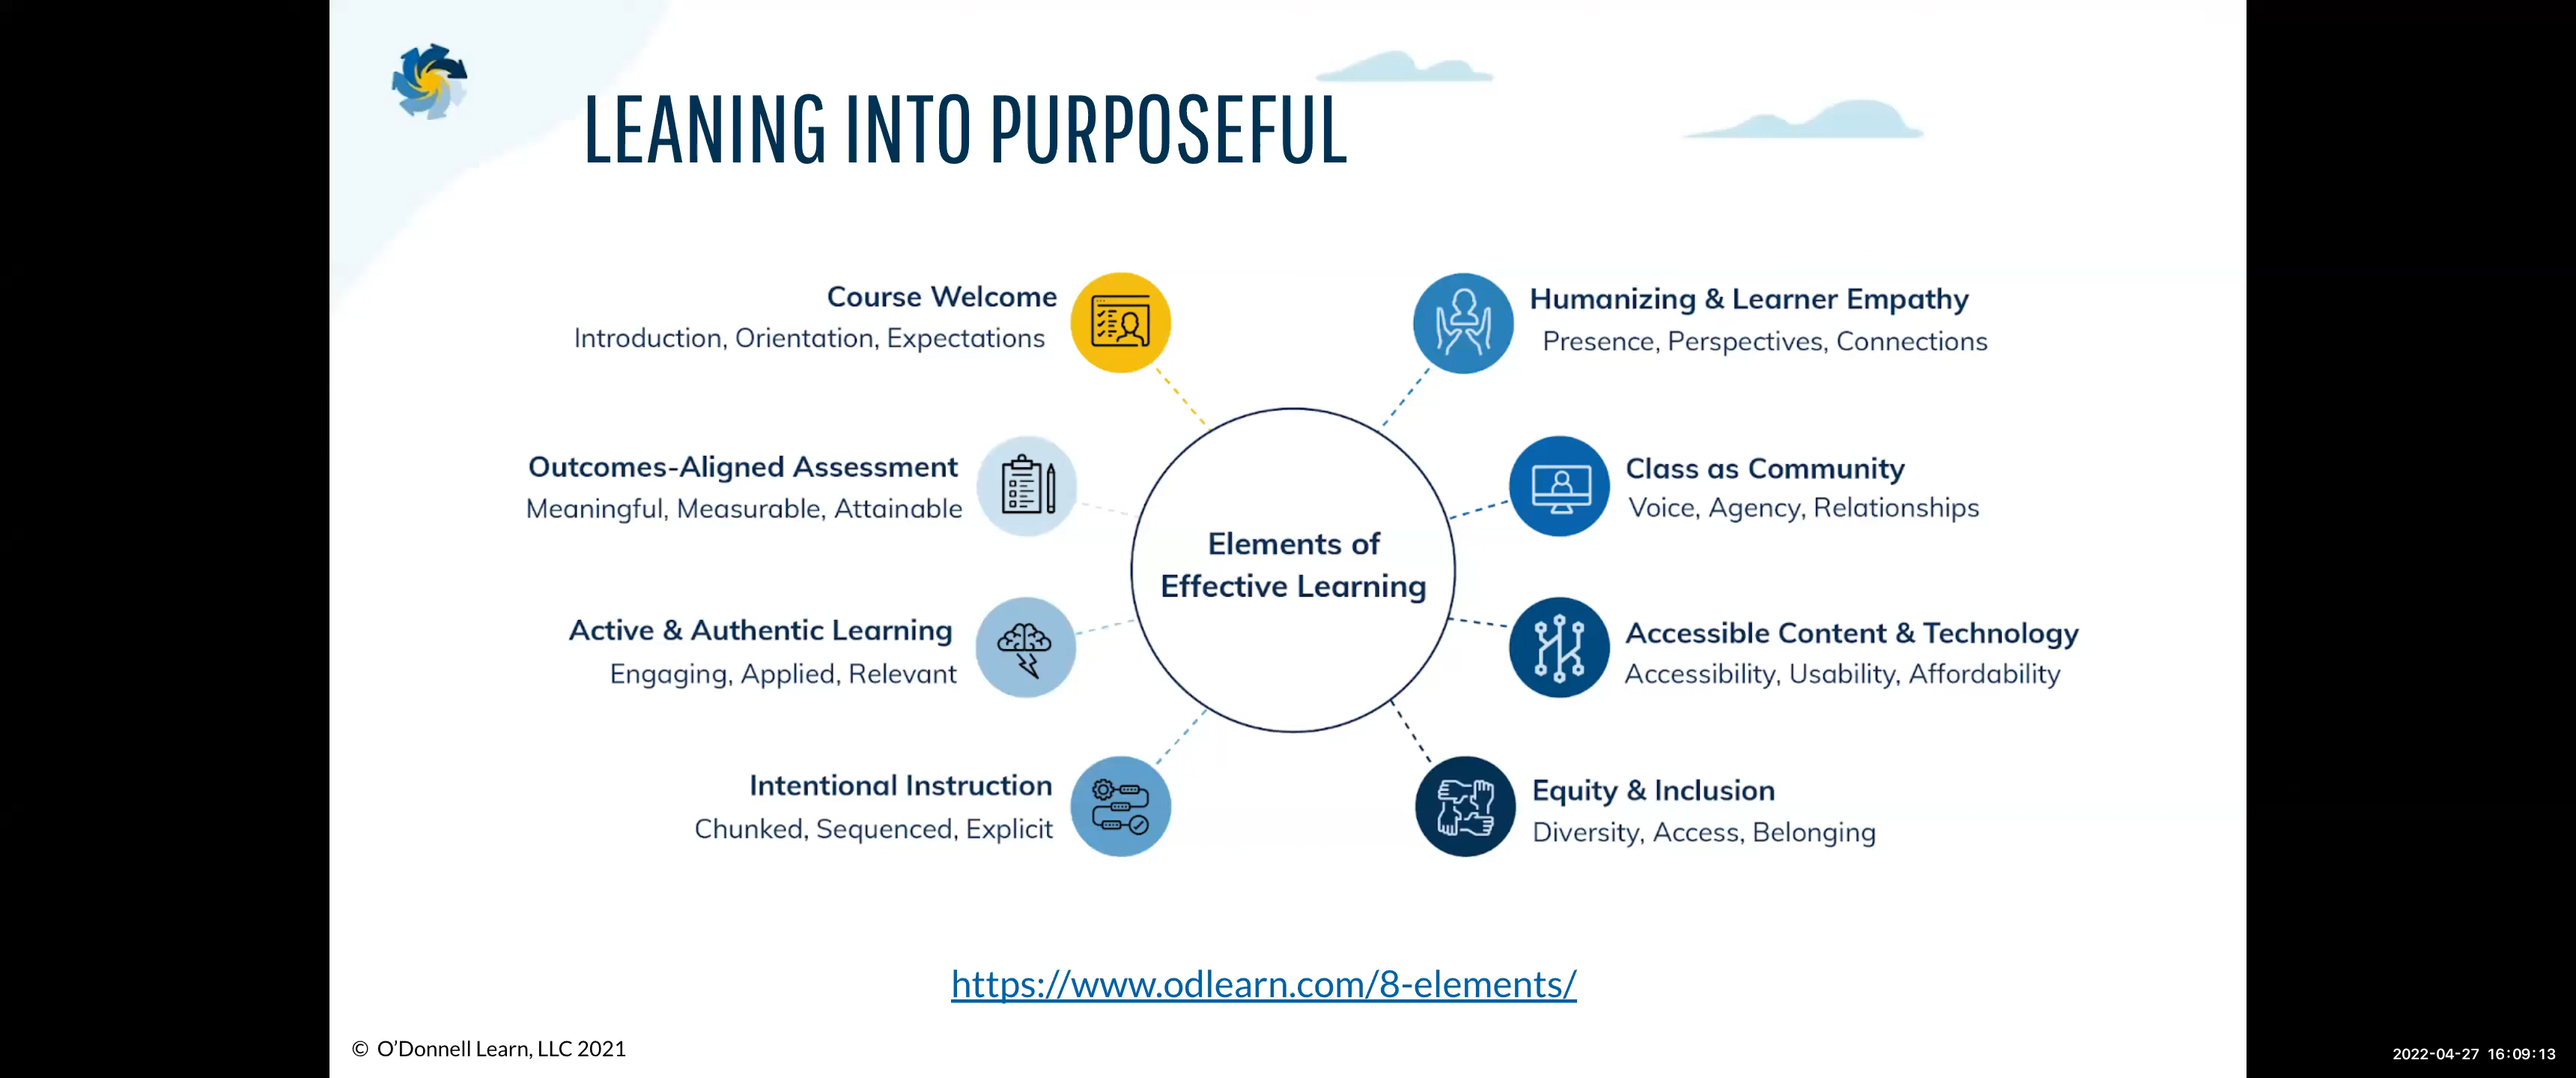 LEANING INTO PURPOSEFUL
Course Welcome
Introduction, Orientation, Expectations
Outcomes-Aligned Assessment
Meaningful, Measurable, Attainable
Active & Authentic Learning
Engaging, Applied, Relevant
Intentional Instruction
Chunked, Sequenced, Explicit
Elements of
Effective Learning
Humanizing & Learner Empathy
Presence, Perspectives, Connections
Class as Community
Voice, Agency, Relationships
Accessible Content & Technology
Accessibility, Usability, Affordability
Equity & Inclusion
Diversity, Access, Belonging
https://www.odlearn.com/8-elements/
© O’Donnell Learn, LLC 2021
2022-04-27 16:09:13